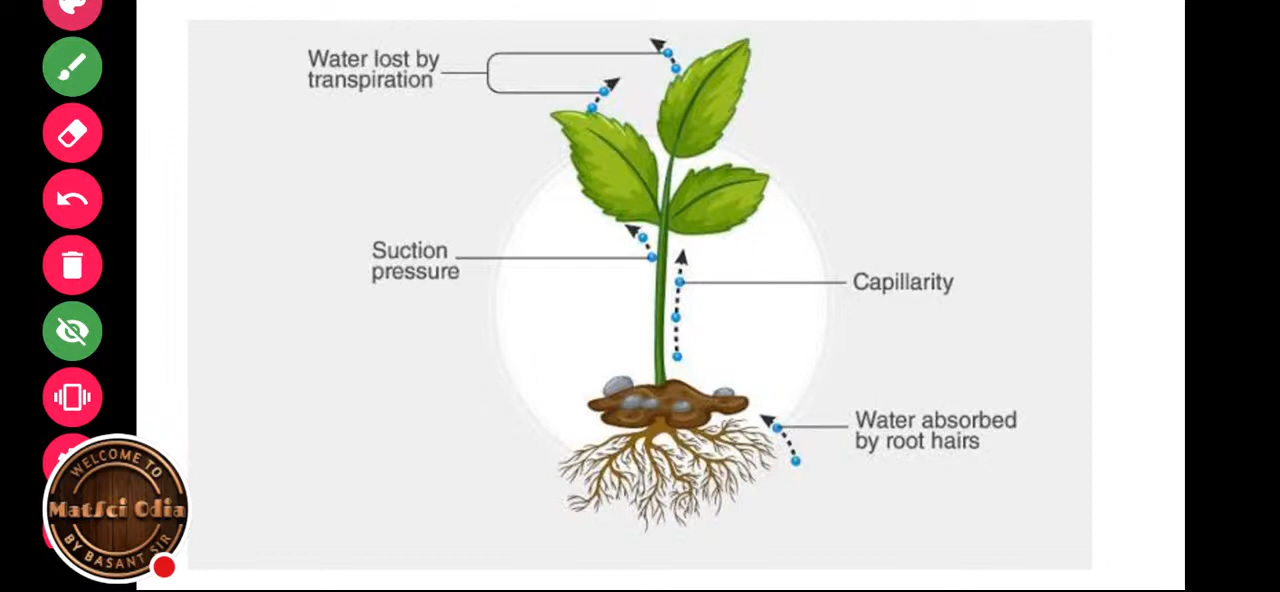 Water lost by
transpiration
Suction
pressure
Capillarity
Water absorbed
by root hairs
WELCOME TO
MatSci Odia
BY BASANT SIR